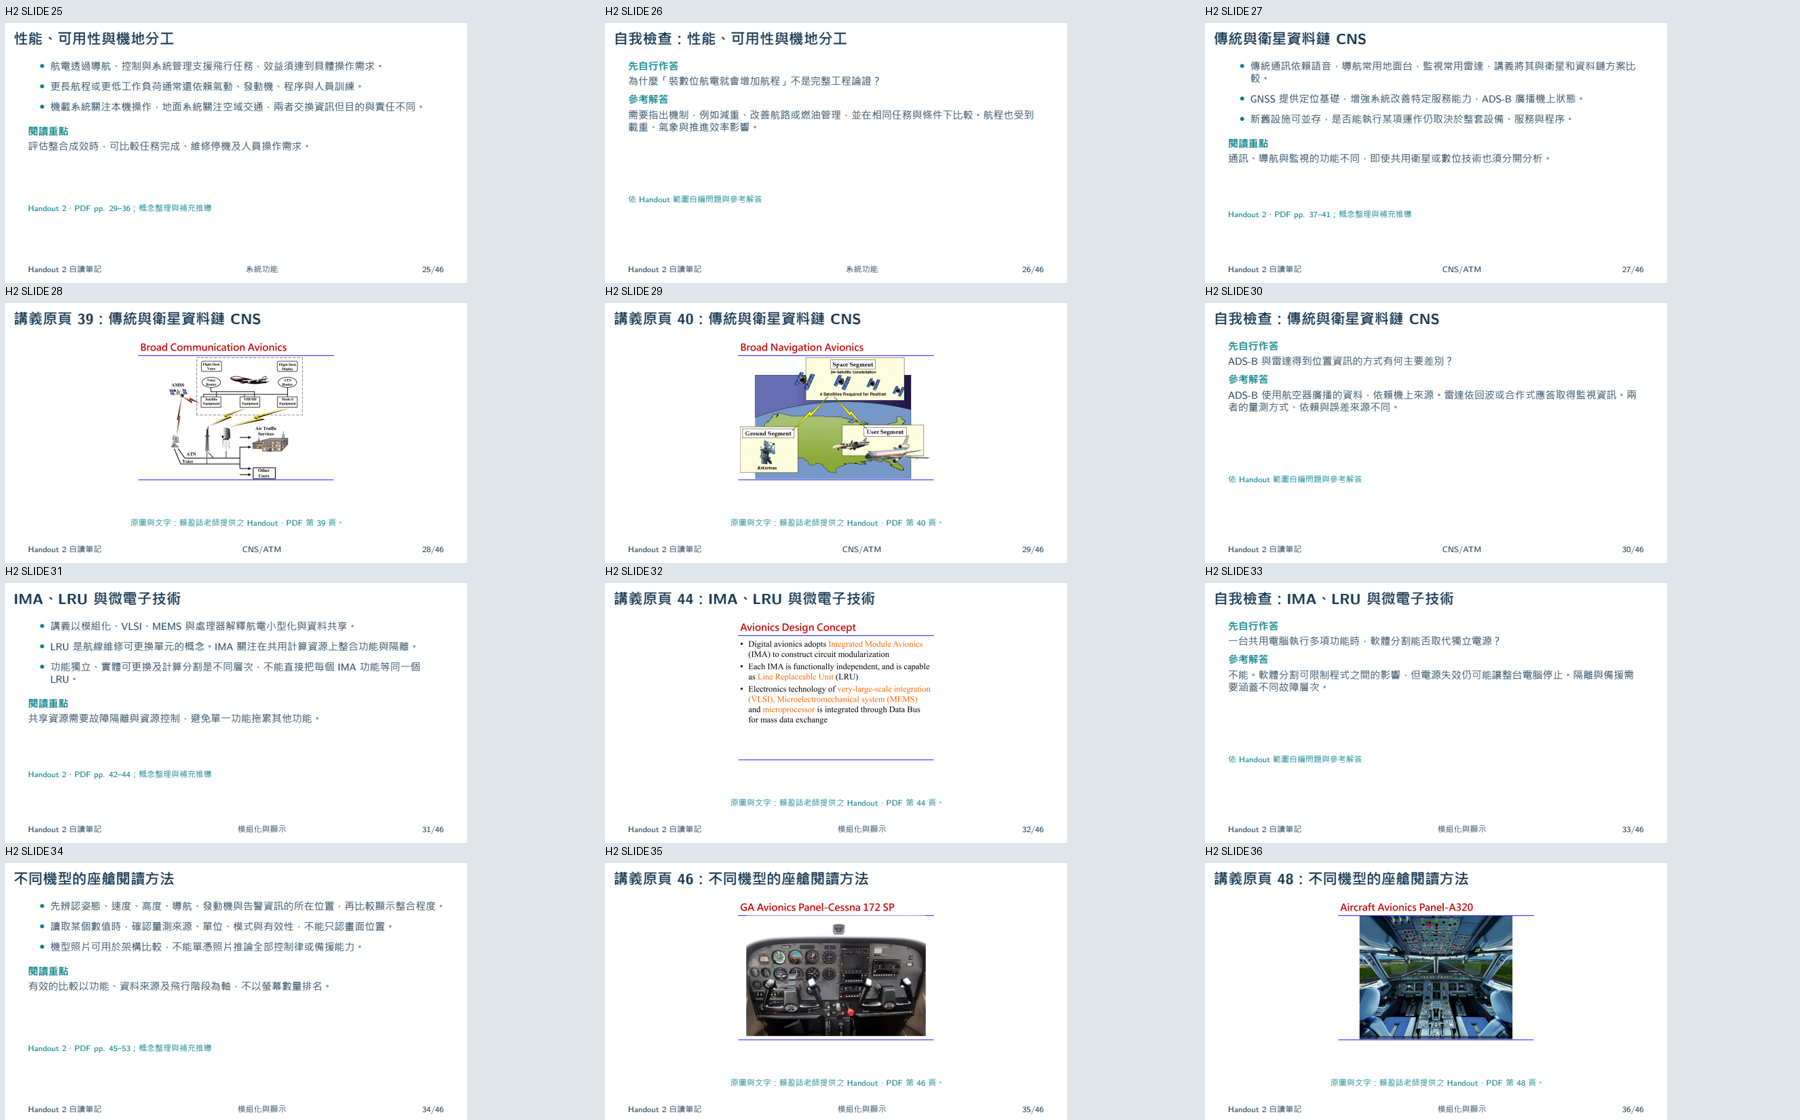 H2 SLIDE 25
性能、可用性與機地分工
• 航電透過導航、控制與系統管理支援飛行任務，效益須連到具體操作需求。
• 更長航程或更低工作負荷通常還依賴氣動、發動機、程序與人員訓練。
• 機載系統關注本機操作，地面系統關注空域交通，兩者交換資訊但目的與責任不同。
閱讀重點
評估整合成效時，可比較任務完成、維修停機及人員操作需求。
Handout 2 · PDF pp. 29–36；概念整理與補充推導
Handout 2 自讀筆記 系統功能 25/46
H2 SLIDE 26
自我檢查：性能、可用性與機地分工
先自行作答
為什麼「裝數位航電就會增加航程」不是完整工程論證？
參考解答
需要指出機制，例如減重、改善航路或燃油管理，並在相同任務與條件下比較。航程也受到
載重、氣象與推進效率影響。
依 Handout 範圍自編問題與參考解答
Handout 2 自讀筆記 系統功能 26/46
H2 SLIDE 27
傳統與衛星資料鏈 CNS
• 傳統通訊依賴語音，導航常用地面台，監視常用雷達，講義將其與衛星和資料鏈方案比
較。
• GNSS 提供定位基礎，增強系統改善特定服務能力，ADS-B 廣播機上狀態。
• 新舊設施可並存，是否能執行某項運作仍取決於整套設備、服務與程序。
閱讀重點
通訊、導航與監視的功能不同，即使共用衛星或數位技術也須分開分析。
Handout 2 · PDF pp. 37–41；概念整理與補充推導
Handout 2 自讀筆記 CNS/ATM 27/46
H2 SLIDE 28
講義原頁 39：傳統與衛星資料鏈 CNS
Broad Communication Avionics
Flight Deck
Voice
Flight Deck
Display
AMSS
Satellite
Equipment
Mode-S
Equipment
Air Traffic
Services
ATN
Voice
Other
Users
原圖與文字：賴盈誌老師提供之 Handout · PDF 第 39 頁。
Handout 2 自讀筆記 CNS/ATM 28/46
H2 SLIDE 29
講義原頁 40：傳統與衛星資料鏈 CNS
Broad Navigation Avionics
Space Segment
24-Satellite Constellation
4 Satellites Required for Position
Ground Segment
User Segment
Antennas
原圖與文字：賴盈誌老師提供之 Handout · PDF 第 40 頁。
Handout 2 自讀筆記 CNS/ATM 29/46
H2 SLIDE 30
自我檢查：傳統與衛星資料鏈 CNS
先自行作答
ADS-B 與雷達得到位置資訊的方式有何主要差別？
參考解答
ADS-B 使用航空器廣播的資料，依賴機上來源。雷達依回波或合作式應答取得監視資訊。兩
者的量測方式、依賴與誤差來源不同。
依 Handout 範圍自編問題與參考解答
Handout 2 自讀筆記 CNS/ATM 30/46
H2 SLIDE 31
IMA、LRU 與微電子技術
• 講義以模組化、VLSI、MEMS 與處理器解釋航電小型化與資料共享。
• LRU 是航線維修可更換單元的概念。IMA 關注在共用計算資源上整合功能與隔離。
• 功能獨立、實體可更換及計算分割是不同層次，不能直接把每個 IMA 功能等同一個
LRU。
閱讀重點
共享資源需要故障隔離與資源控制，避免單一功能拖累其他功能。
Handout 2 · PDF pp. 42–44；概念整理與補充推導
Handout 2 自讀筆記 模組化與顯示 31/46
H2 SLIDE 32
講義原頁 44：IMA、LRU 與微電子技術
Avionics Design Concept
• Digital avionics adopts Integrated Module Avionics
(IMA) to construct circuit modularization
• Each IMA is functionally independent, and is capable
as Line Replaceable Unit (LRU)
• Electronics technology of very-large-scale integration
(VLSI), Microelectromechanical system (MEMS)
and microprocessor is integrated through Data Bus
for mass data exchange
原圖與文字：賴盈誌老師提供之 Handout · PDF 第 44 頁。
Handout 2 自讀筆記 模組化與顯示 32/46
H2 SLIDE 33
自我檢查：IMA、LRU 與微電子技術
先自行作答
一台共用電腦執行多項功能時，軟體分割能否取代獨立電源？
參考解答
不能。軟體分割可限制程式之間的影響，但電源失效仍可能讓整台電腦停止。隔離與備援需
要涵蓋不同故障層次。
依 Handout 範圍自編問題與參考解答
Handout 2 自讀筆記 模組化與顯示 33/46
H2 SLIDE 34
不同機型的座艙閱讀方法
• 先辨認姿態、速度、高度、導航、發動機與告警資訊的所在位置，再比較顯示整合程度。
• 讀取某個數值時，確認量測來源、單位、模式與有效性，不能只認畫面位置。
• 機型照片可用於架構比較，不能單憑照片推論全部控制律或備援能力。
閱讀重點
有效的比較以功能、資料來源及飛行階段為軸，不以螢幕數量排名。
Handout 2 · PDF pp. 45–53；概念整理與補充推導
Handout 2 自讀筆記 模組化與顯示 34/46
H2 SLIDE 35
講義原頁 46：不同機型的座艙閱讀方法
GA Avionics Panel-Cessna 172 SP
原圖與文字：賴盈誌老師提供之 Handout · PDF 第 46 頁。
Handout 2 自讀筆記 模組化與顯示 35/46
H2 SLIDE 36
講義原頁 48：不同機型的座艙閱讀方法
Aircraft Avionics Panel-A320
原圖與文字：賴盈誌老師提供之 Handout · PDF 第 48 頁。
Handout 2 自讀筆記 模組化與顯示 36/46